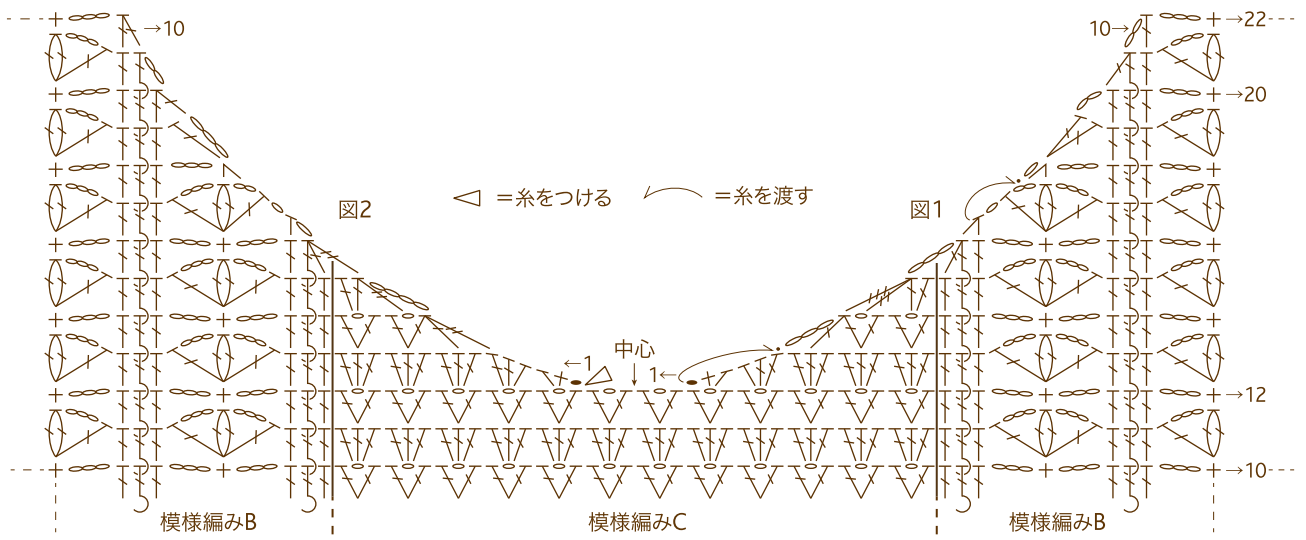 →10
10→
→22
→20
＝糸をつける
＝糸を渡す
図2
図1
←1
中心
1←
→12
→10
模様編みB
模様編みC
模様編みB